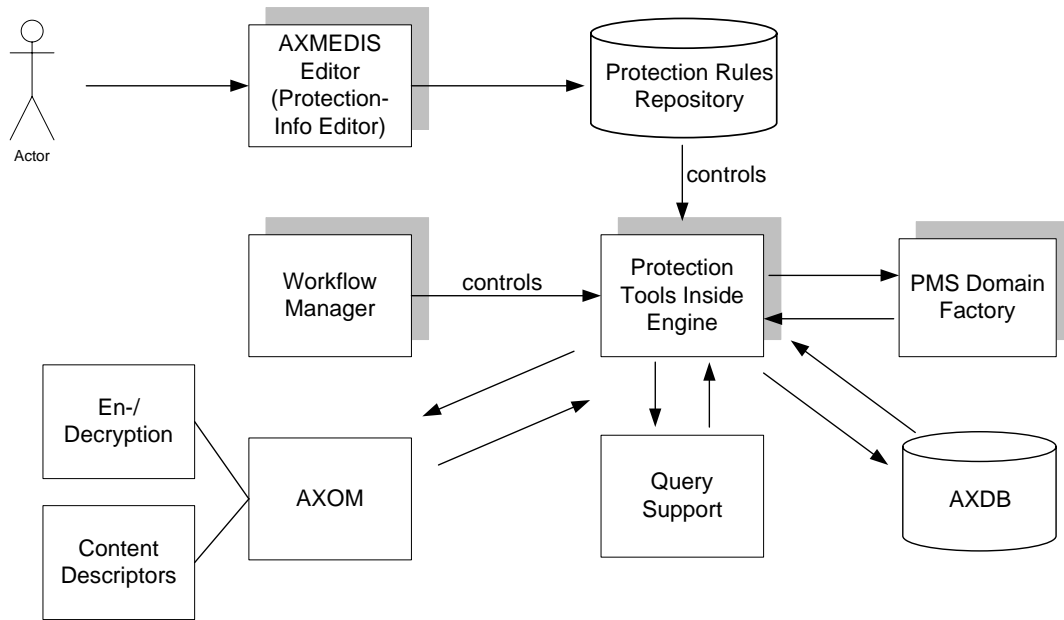 AXMEDIS
Editor
(Protection-
Info Editor)
Protection Rules
Repository
Actor
controls
Workflow
Manager
controls
Protection
Tools Inside
Engine
PMS Domain
Factory
En-/
Decryption
AXOM
Query
Support
AXDB
Content
Descriptors